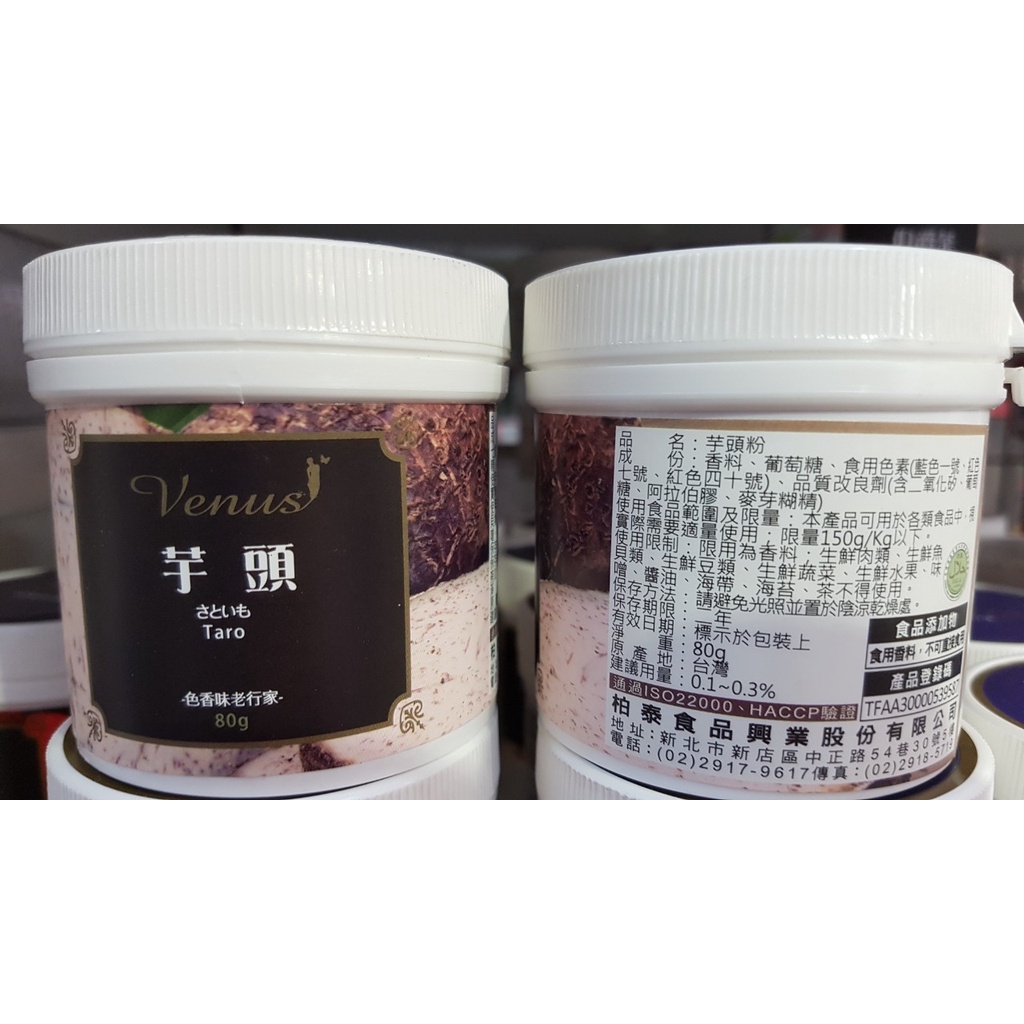 Venus
芋頭
さといも
Taro
-色香味老行家-
80g
品名：芋頭粉
成份：香料、葡萄糖、食用色素(藍色一號、紅色
七號、紅色四十號)、品質改良劑(含二氧化矽、葡萄
糖、阿拉伯膠、麥芽糊精)
使用範圍及限量：本產品可用於各類食品中，視
實際需要適量使用，限量150g/Kg以下。
使用限制：限用為香料，生鮮肉類、生鮮魚
貝類、生鮮豆類、生鮮蔬菜、生鮮水果、味
噌、醬油、海帶、海苔、茶不得使用。
保存方法：請避免光照並置於陰涼乾燥處。
保存期限：一年
有效日期：標示於包裝上
淨重：80g
原產地：台灣
建議用量：0.1~0.3%
食品添加物
食用香料，不可直接食用
產品登錄碼
TFAA30000053958
通過ISO22000、HACCP驗證
柏泰食品興業股份有限公司
地址：新北市新店區中正路54巷30號
電話：(02)2917-9617傳真：(02)2918-